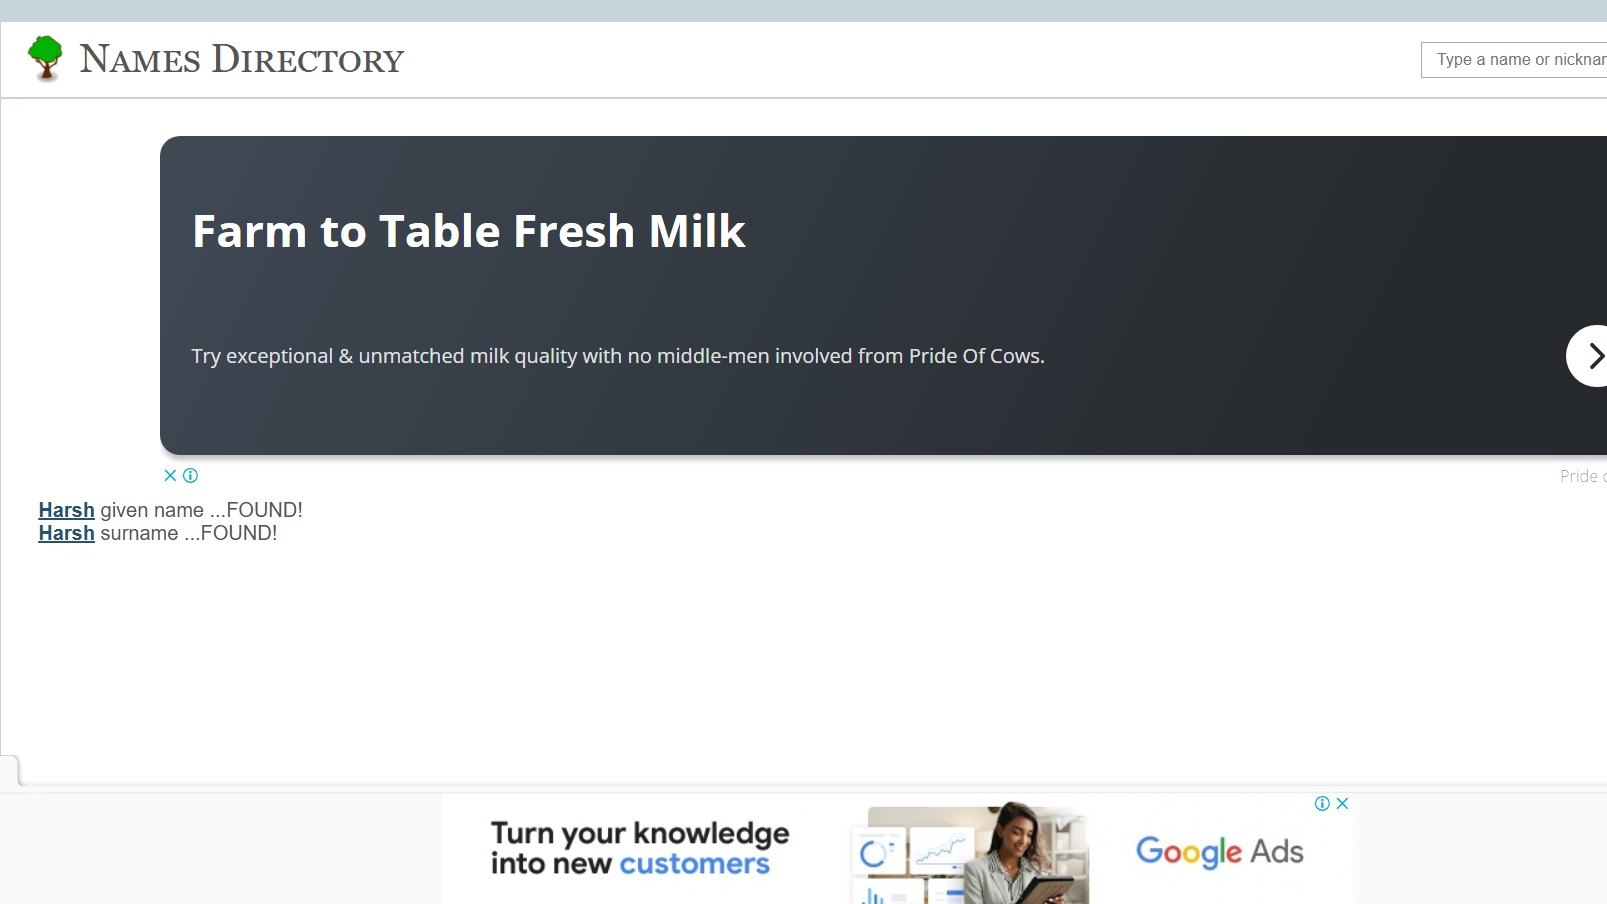 NAMES DIRECTORY
Type a name or
Farm to Table Fresh Milk
Try exceptional & unmatched milk quality with no middle-men involved from Pride Of Cows.
Pride
Harsh given name ...FOUND!
Harsh surname ...FOUND!
Turn your knowledge
into new customers
Google Ads